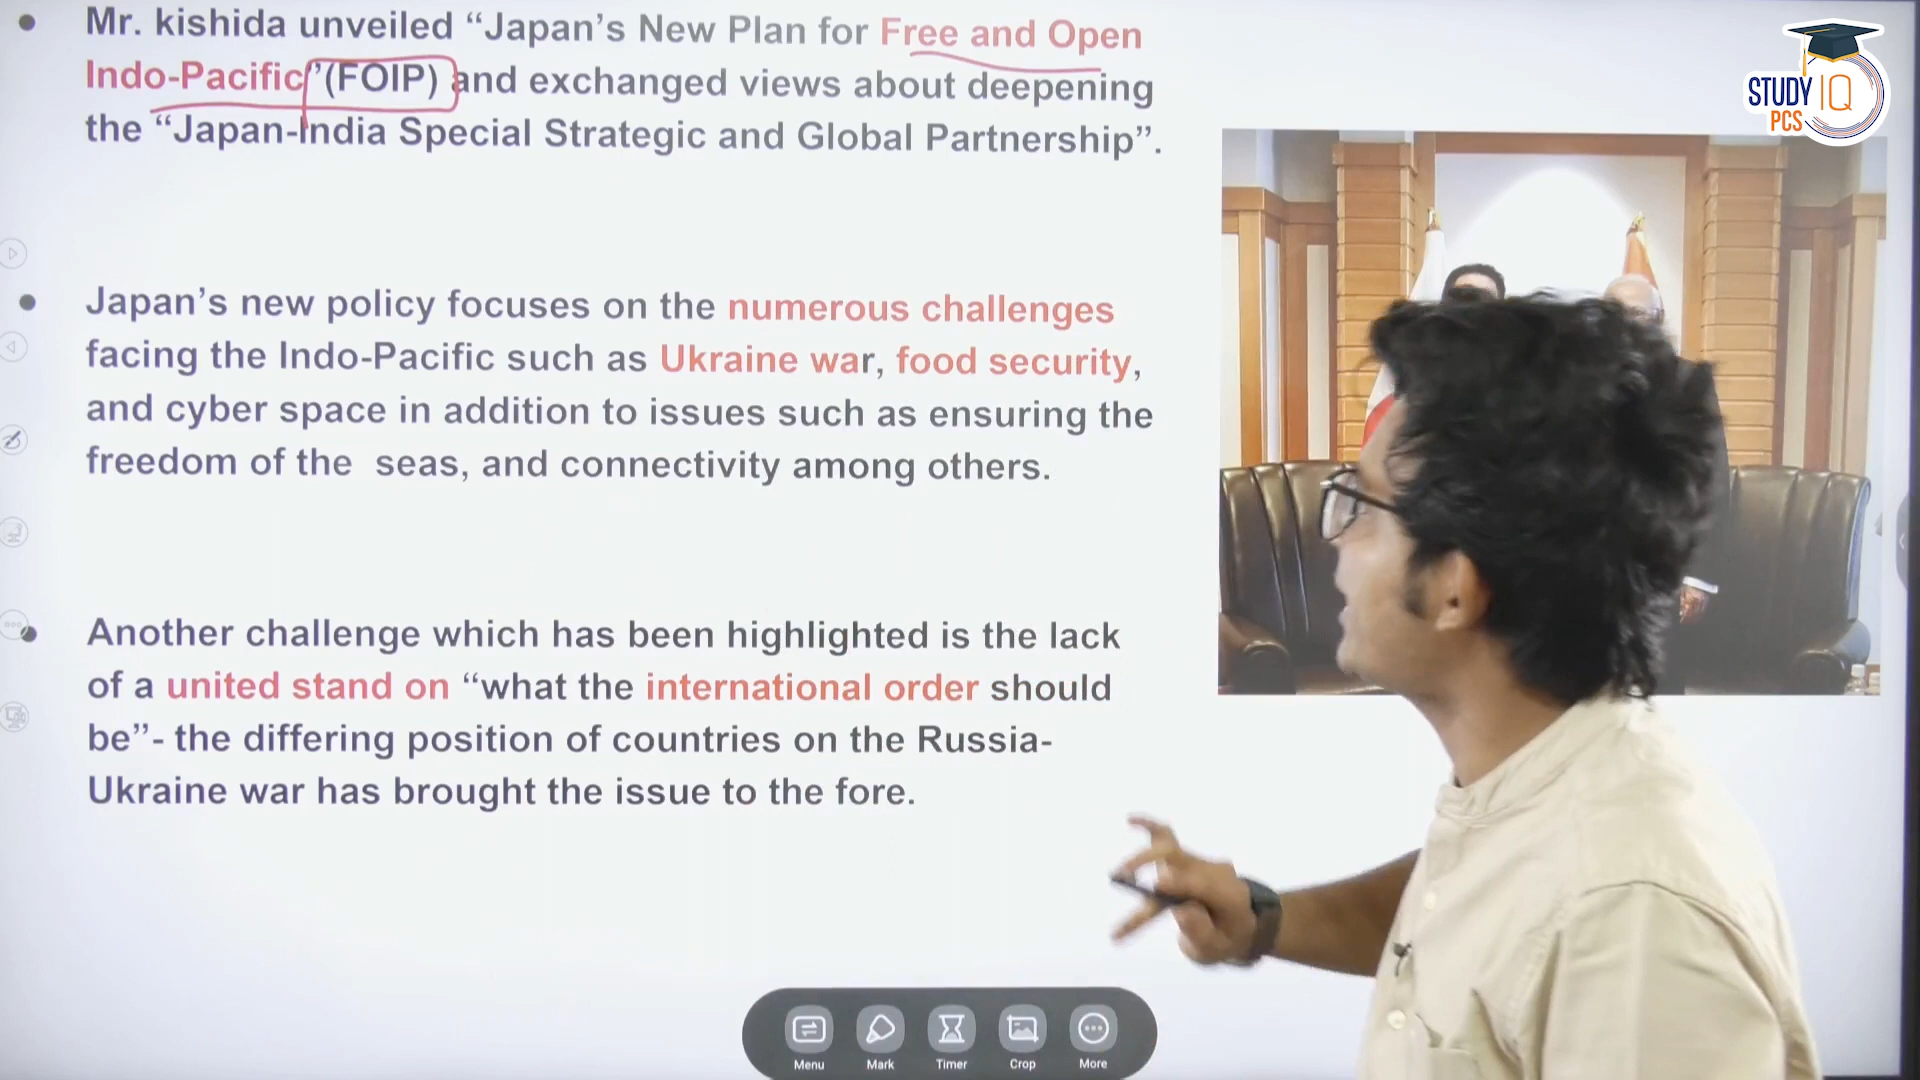 Mr. kishida unveiled “Japan’s New Plan for Free and Open
Indo-Pacific”(FOIP) and exchanged views about deepening
the “Japan-India Special Strategic and Global Partnership”.
Japan’s new policy focuses on the numerous challenges
facing the Indo-Pacific such as Ukraine war, food security,
and cyber space in addition to issues such as ensuring the
freedom of the seas, and connectivity among others.
Another challenge which has been highlighted is the lack
of a united stand on “what the international order should
be”- the differing position of countries on the Russia-
Ukraine war has brought the issue to the fore.
STUDY IQ
PCS
Menu Mark Timer Crop More